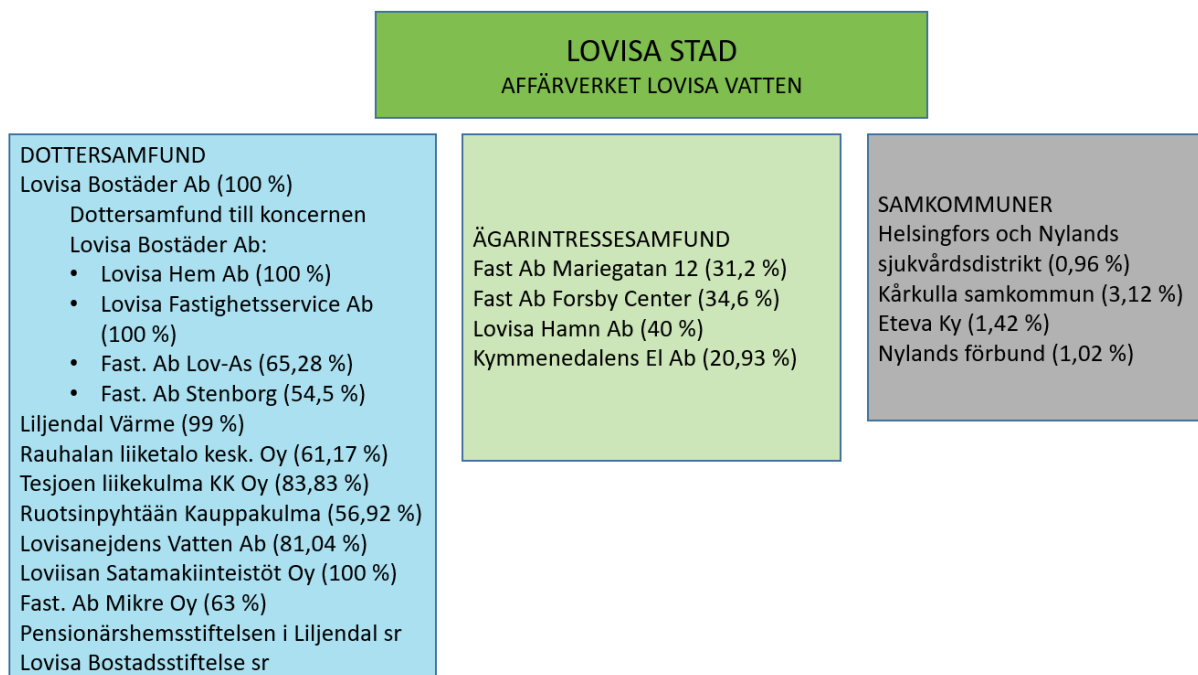 LOVISA STAD
AFFÄRVERKET LOVISA VATTEN
DOTTERSAMFUND
Lovisa Bostäder Ab (100 %)
Dottersamfund till koncernen
Lovisa Bostäder Ab:
• Lovisa Hem Ab (100 %)
• Lovisa Fastighetsservice Ab
(100 %)
• Fast. Ab Lov-As (65,28 %)
• Fast. Ab Stenborg (54,5 %)
Liljendal Värme (99 %)
Rauhalan liiketalo kesk. Oy (61,17 %)
Tesjoen liikekulma KK Oy (83,83 %)
Ruotsinpyhtään Kauppakulma (56,92 %)
Lovisanejdens Vatten Ab (81,04 %)
Loviisan Satamakiinteistöt Oy (100 %)
Fast. Ab Mikre Oy (63 %)
Pensionärshemsstiftelsen i Liljendal sr
Lovisa Bostadsstiftelse sr
ÄGARINTRESSESAMFUND
Fast Ab Mariegatan 12 (31,2 %)
Fast Ab Forsby Center (34,6 %)
Lovisa Hamn Ab (40 %)
Kymmenedalens El Ab (20,93 %)
SAMKOMMUNER
Helsingfors och Nylands
sjukvårdsdistrikt (0,96 %)
Kårkulla samkommun (3,12 %)
Eteva Ky (1,42 %)
Nylands förbund (1,02 %)